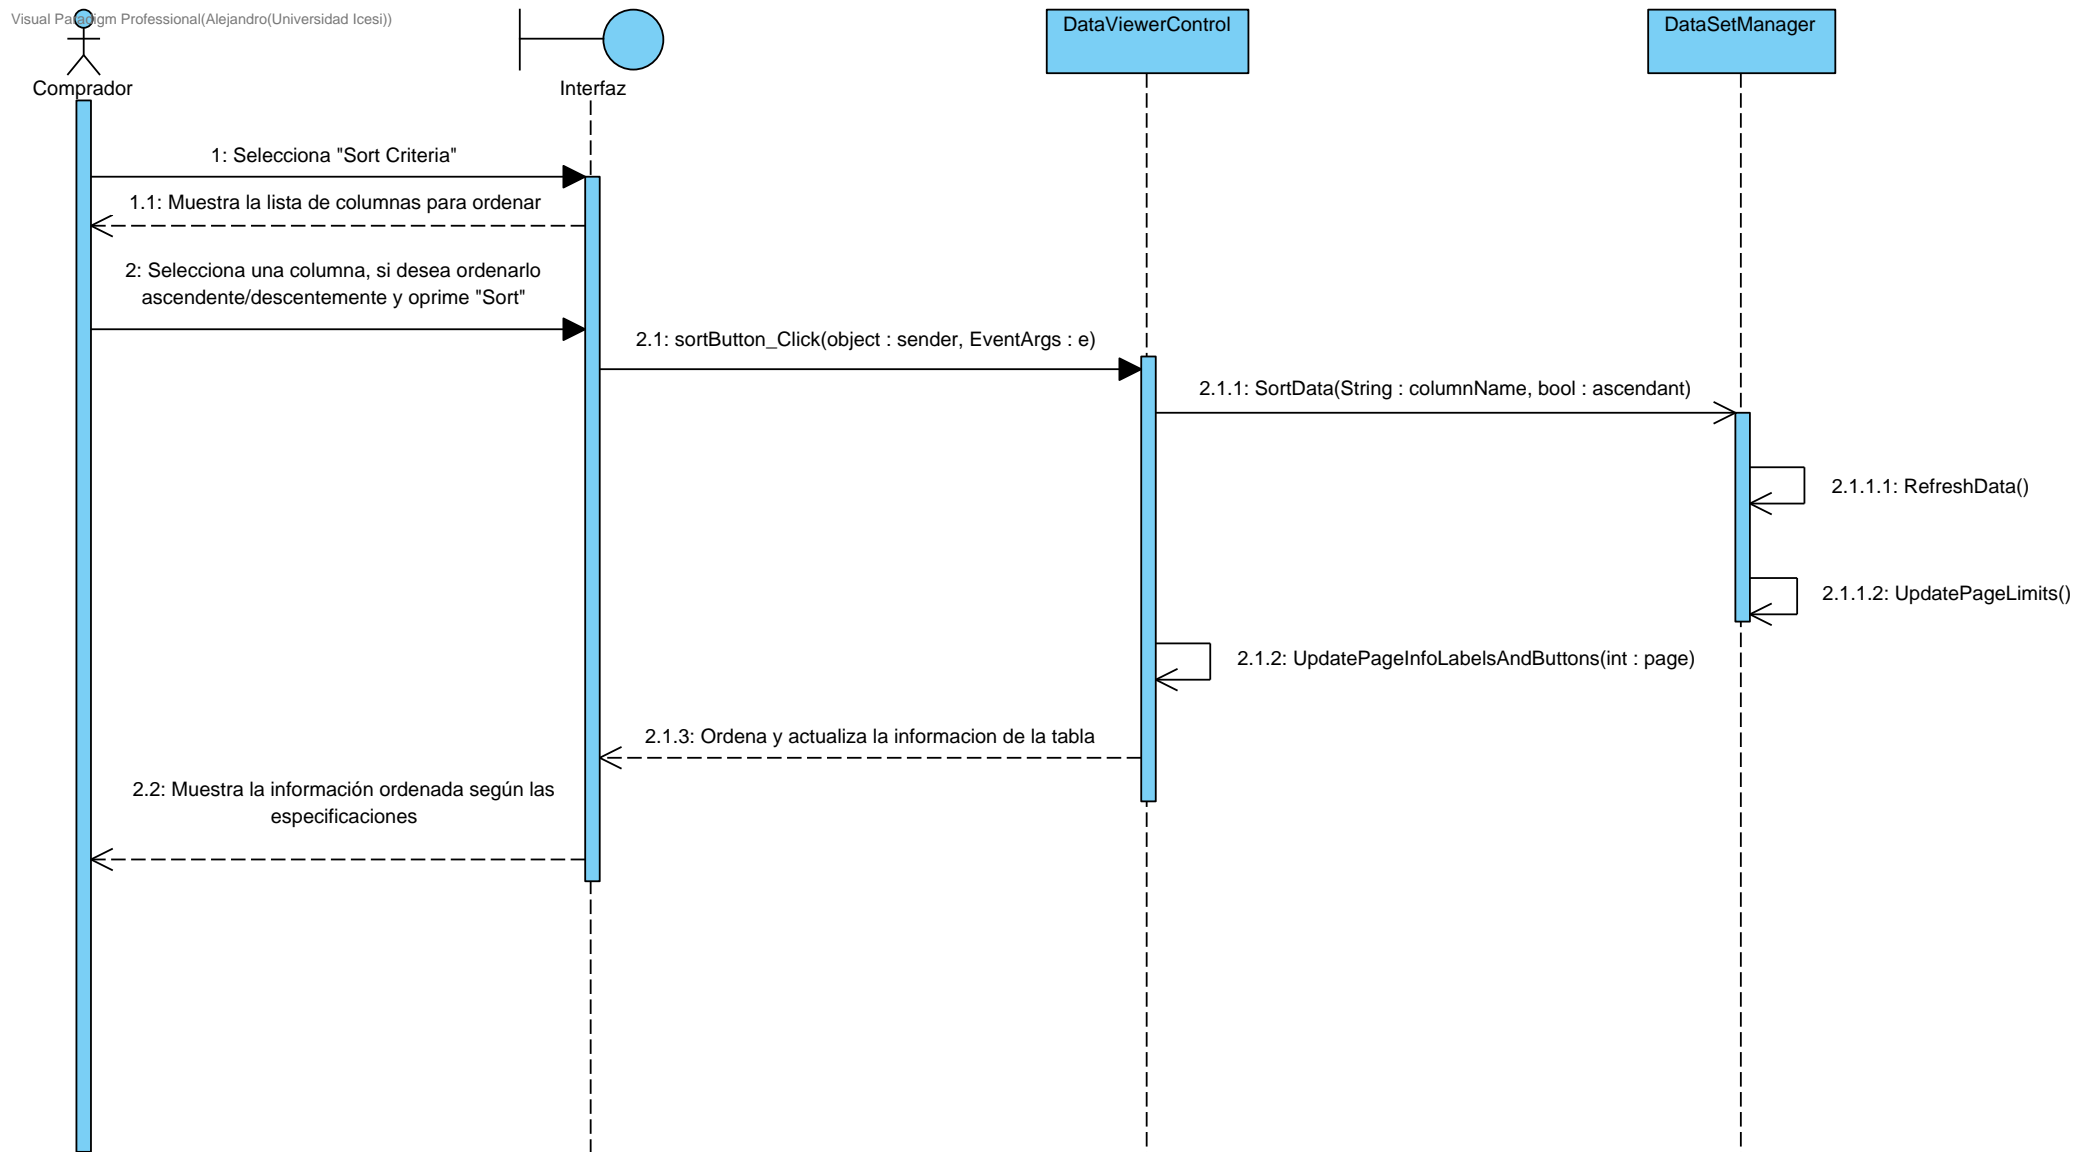 Visual Paradigm Professional(Alejandro(Universidad Icesi))
Comprador
Interfaz
DataViewerControl
DataSetManager
1: Selecciona "Sort Criteria"
1.1: Muestra la lista de columnas para ordenar
2: Selecciona una columna, si desea ordenarlo
ascendente/descentemente y oprime "Sort"
2.1: sortButton_Click(object : sender, EventArgs : e)
2.1.1: SortData(String : columnName, bool : ascendant)
2.1.1.1: RefreshData()
2.1.1.2: UpdatePageLimits()
2.1.2: UpdatePageInfoLabelsAndButtons(int : page)
2.1.3: Ordena y actualiza la informacion de la tabla
2.2: Muestra la información ordenada según las
especificaciones